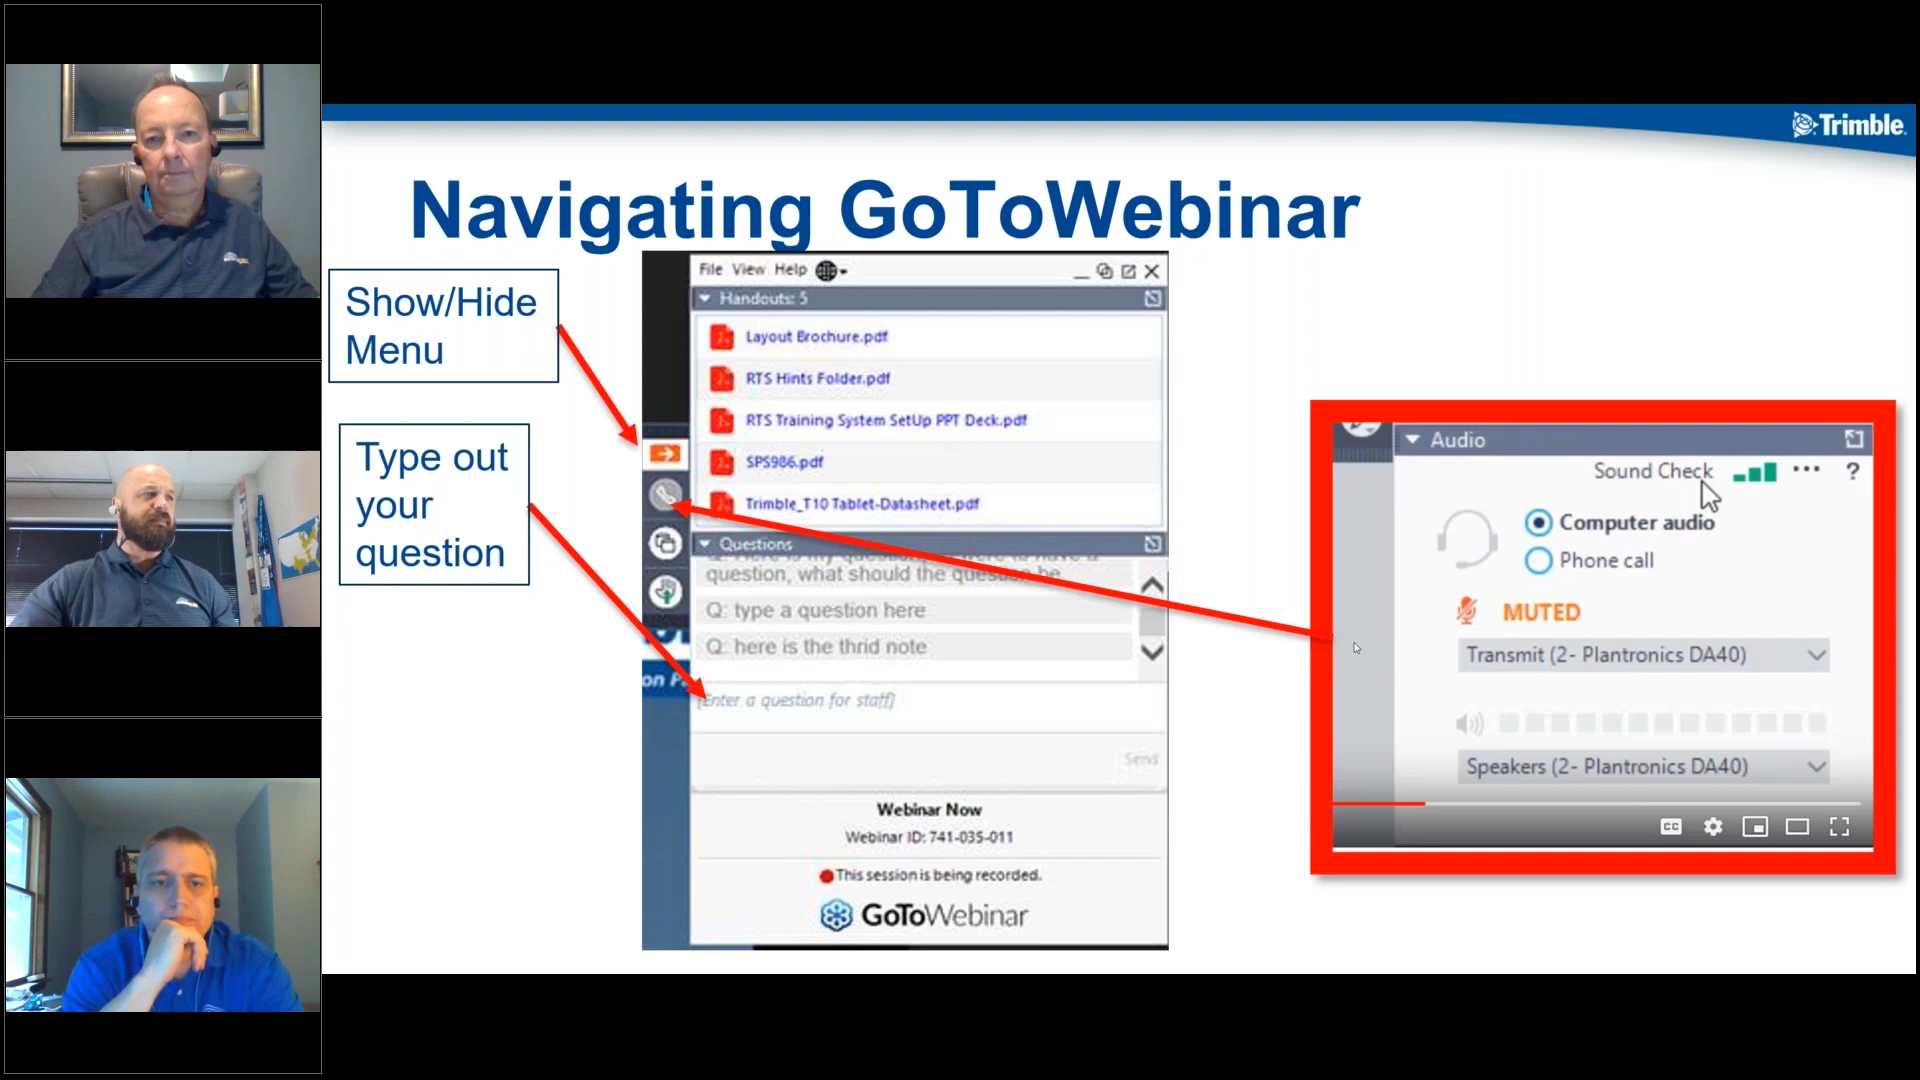 Trimble
Navigating GoToWebinar
Show/Hide
Menu
Type out
your
question
File View Help
Handouts: 5
Layout Brochure.pdf
RTS Hints Folder.pdf
RTS Training System SetUp PPT Deck.pdf
SPS986.pdf
Trimble_T10 Tablet-Datasheet.pdf
Questions
question, what should the question be
Q: type a question here
Q: here is the thrid note
[Enter a question for staff]
Send
Webinar Now
Webinar ID: 741-035-011
This session is being recorded.
GoToWebinar
on P
Audio
Sound Check
?
Computer audio
Phone call
MUTED
Transmit (2- Plantronics DA40)
Speakers (2- Plantronics DA40)
CC